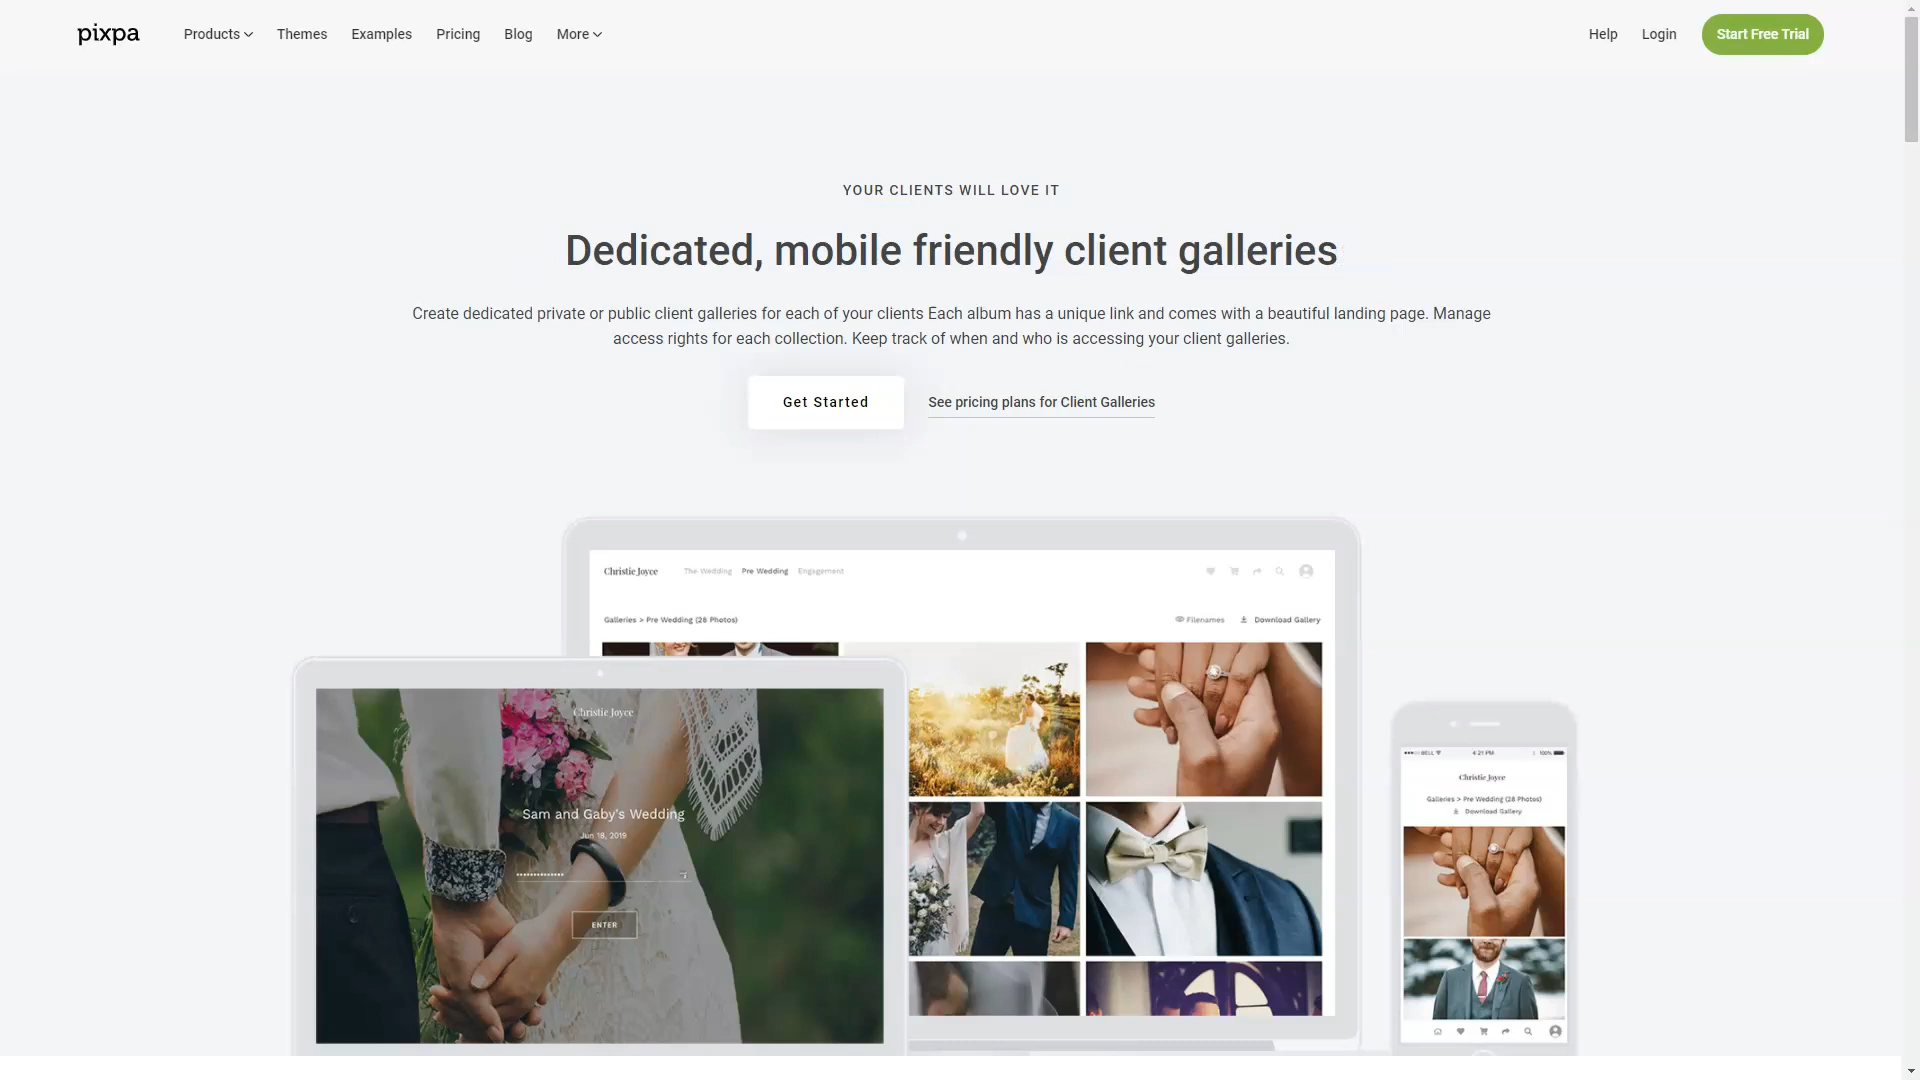 pixpa
Products
Themes
Examples
Pricing
Blog
More
Help
Login
Start Free Trial
YOUR CLIENTS WILL LOVE IT
Dedicated, mobile friendly client galleries
Create dedicated private or public client galleries for each of your clients Each album has a unique link and comes with a beautiful landing page. Manage
access rights for each collection. Keep track of when and who is accessing your client galleries.
Get Started
See pricing plans for Client Galleries
Christie Joyce
The Wedding
Pre Wedding
Engagement
Galleries > Pre Wedding (28 Photos)
Filenames
Download Gallery
Christie Joyce
Sam and Gaby's Wedding
Jun 18, 2019
ENTER
BELL
4:21 PM
100%
Christie Joyce
Galleries > Pre Wedding (28 Photos)
Download Gallery